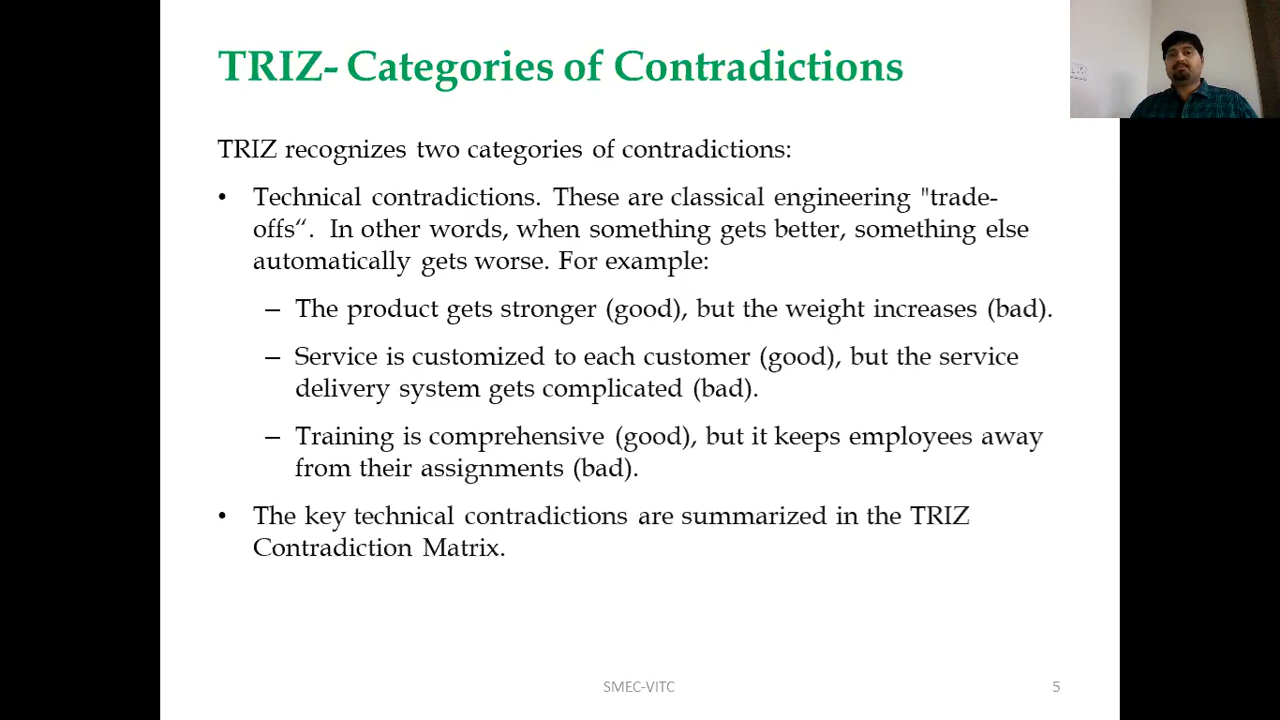 TRIZ- Categories of Contradictions
TRIZ recognizes two categories of contradictions:
• Technical contradictions. These are classical engineering "trade-
offs“. In other words, when something gets better, something else
automatically gets worse. For example:
– The product gets stronger (good), but the weight increases (bad).
– Service is customized to each customer (good), but the service
delivery system gets complicated (bad).
– Training is comprehensive (good), but it keeps employees away
from their assignments (bad).
• The key technical contradictions are summarized in the TRIZ
Contradiction Matrix.
SMEC-VITC
5